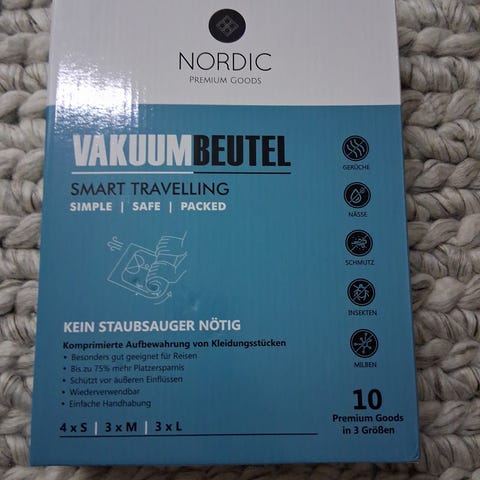 NORDIC
PREMIUM GOODS
VAKUUMBEUTEL
SMART TRAVELLING
SIMPLE | SAFE | PACKED
GERÜCHE
NÄSSE
SCHMUTZ
INSEKTEN
MILBEN
KEIN STAUBSAUGER NÖTIG
Komprimierte Aufbewahrung von Kleidungsstücken
• Besonders gut geeignet für Reisen
• Bis zu 75% mehr Platzersparnis
• Schützt vor äußeren Einflüssen
• Wiederverwendbar
• Einfache Handhabung
4 x S | 3 x M | 3 x L
10
Premium Goods
in 3 Größen